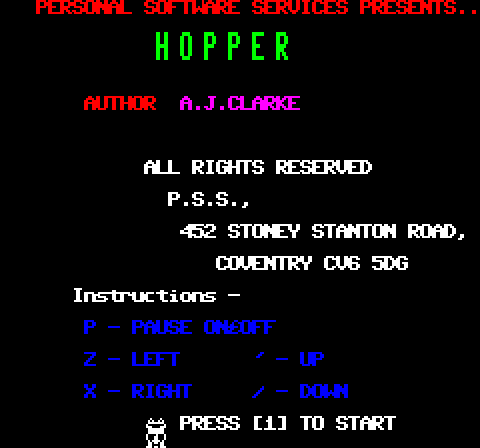 PERSONAL SOFTWARE SERVICES PRESENTS..
HOPPER
AUTHOR A.J.CLARKE
ALL RIGHTS RESERVED
P.S.S.,
452 STONEY STANTON ROAD,
COVENTRY CV6 5DG
Instructions -
P - PAUSE ON£OFF
Z - LEFT ' - UP
X - RIGHT / - DOWN
PRESS [1] TO START